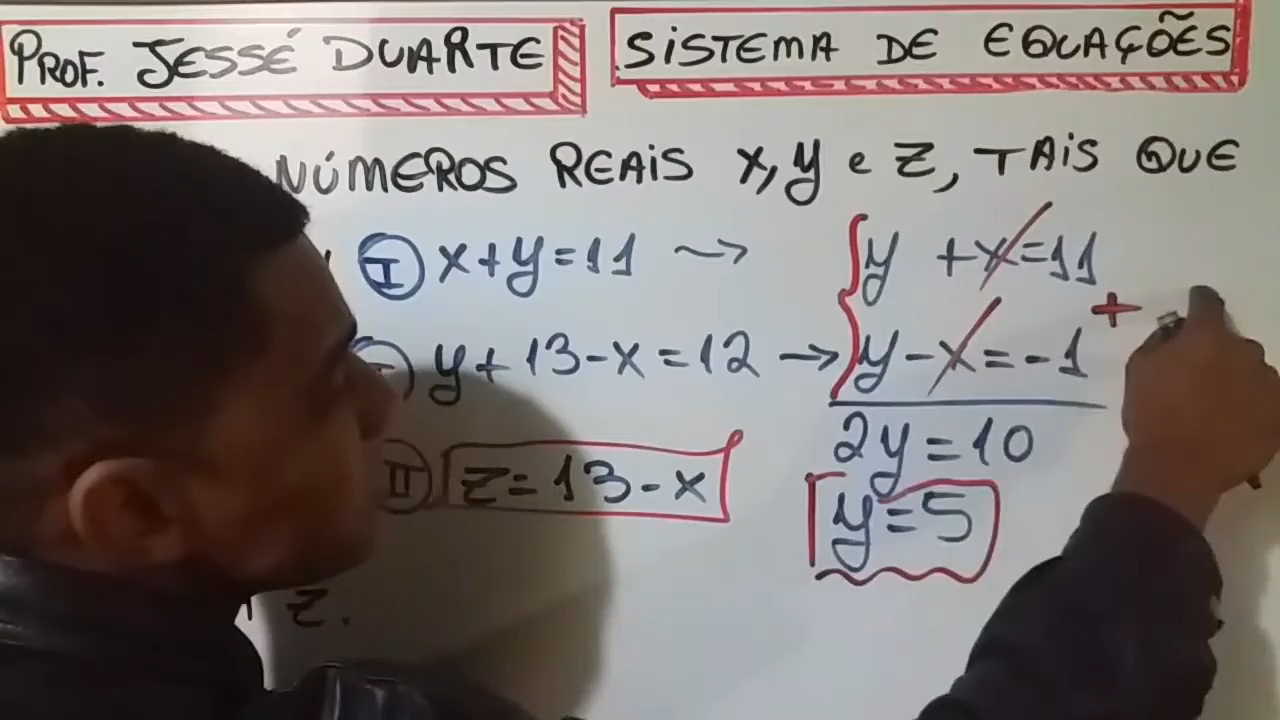 PROF. JESSÉ DUARTE
SISTEMA DE EQUAÇÕES
NÚMEROS REAIS x, y e z, TAIS QUE
I x+y=11 → y +x=11
y+13-x=12 → y-x=-1
+
2y=10
II z=13-x
y=5
z.